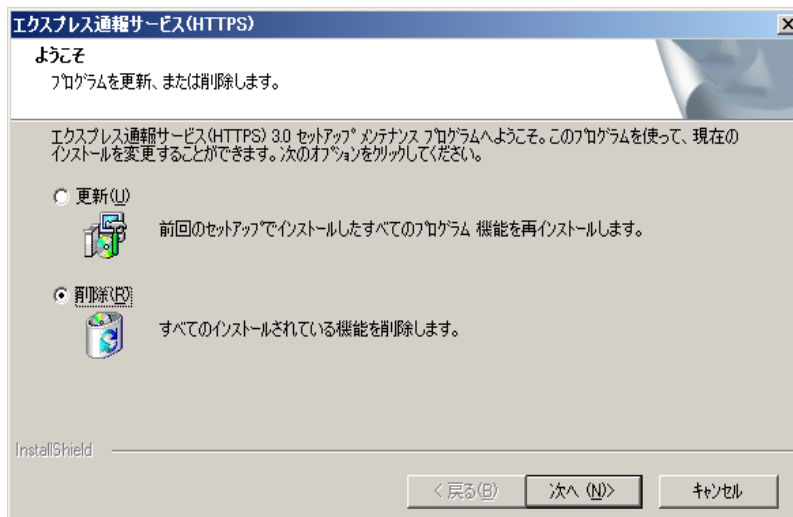 エクスプレス通報サービス(HTTPS)
ようこそ
プログラムを更新、または削除します。
エクスプレス通報サービス(HTTPS) 3.0 セットアップ メンテナンス プログラムへようこそ。このプログラムを使って、現在の
インストールを変更することができます。次のオプションをクリックしてください。
更新(U)
前回のセットアップでインストールしたすべてのプログラム 機能を再インストールします。
削除(R)
すべてのインストールされている機能を削除します。
InstallShield
< 戻る(B)
次へ (N)>
キャンセル